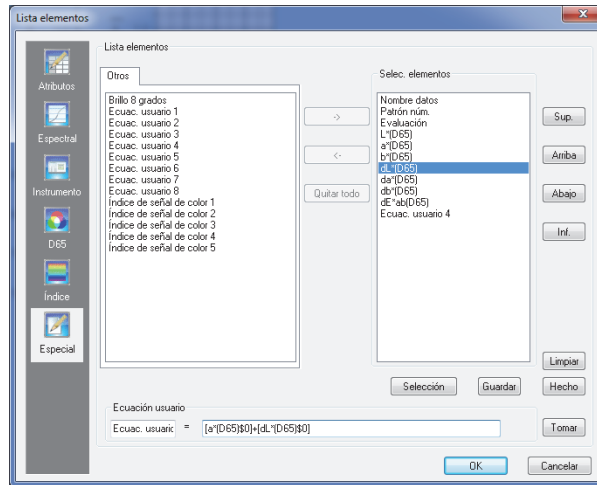 Lista elementos
Lista elementos
Atributos
Espectral
Instrumento
D65
Índice
Especial
Otros
Brillo 8 grados
Ecuac. usuario 1
Ecuac. usuario 2
Ecuac. usuario 3
Ecuac. usuario 4
Ecuac. usuario 5
Ecuac. usuario 6
Ecuac. usuario 7
Ecuac. usuario 8
Índice de señal de color 1
Índice de señal de color 2
Índice de señal de color 3
Índice de señal de color 4
Índice de señal de color 5
->
<-
Quitar todo
Selec. elementos
Nombre datos
Patrón núm.
Evaluación
L*(D65)
a*(D65)
b*(D65)
dL*(D65)
da*(D65)
db*(D65)
dE*ab(D65)
Ecuac. usuario 4
Sup.
Arriba
Abajo
Inf.
Limpiar
Selección
Guardar
Hecho
Ecuación usuario
Ecuac. usuaric = [a*(D65)$0]+[dL*(D65)$0]
Tomar
OK
Cancelar